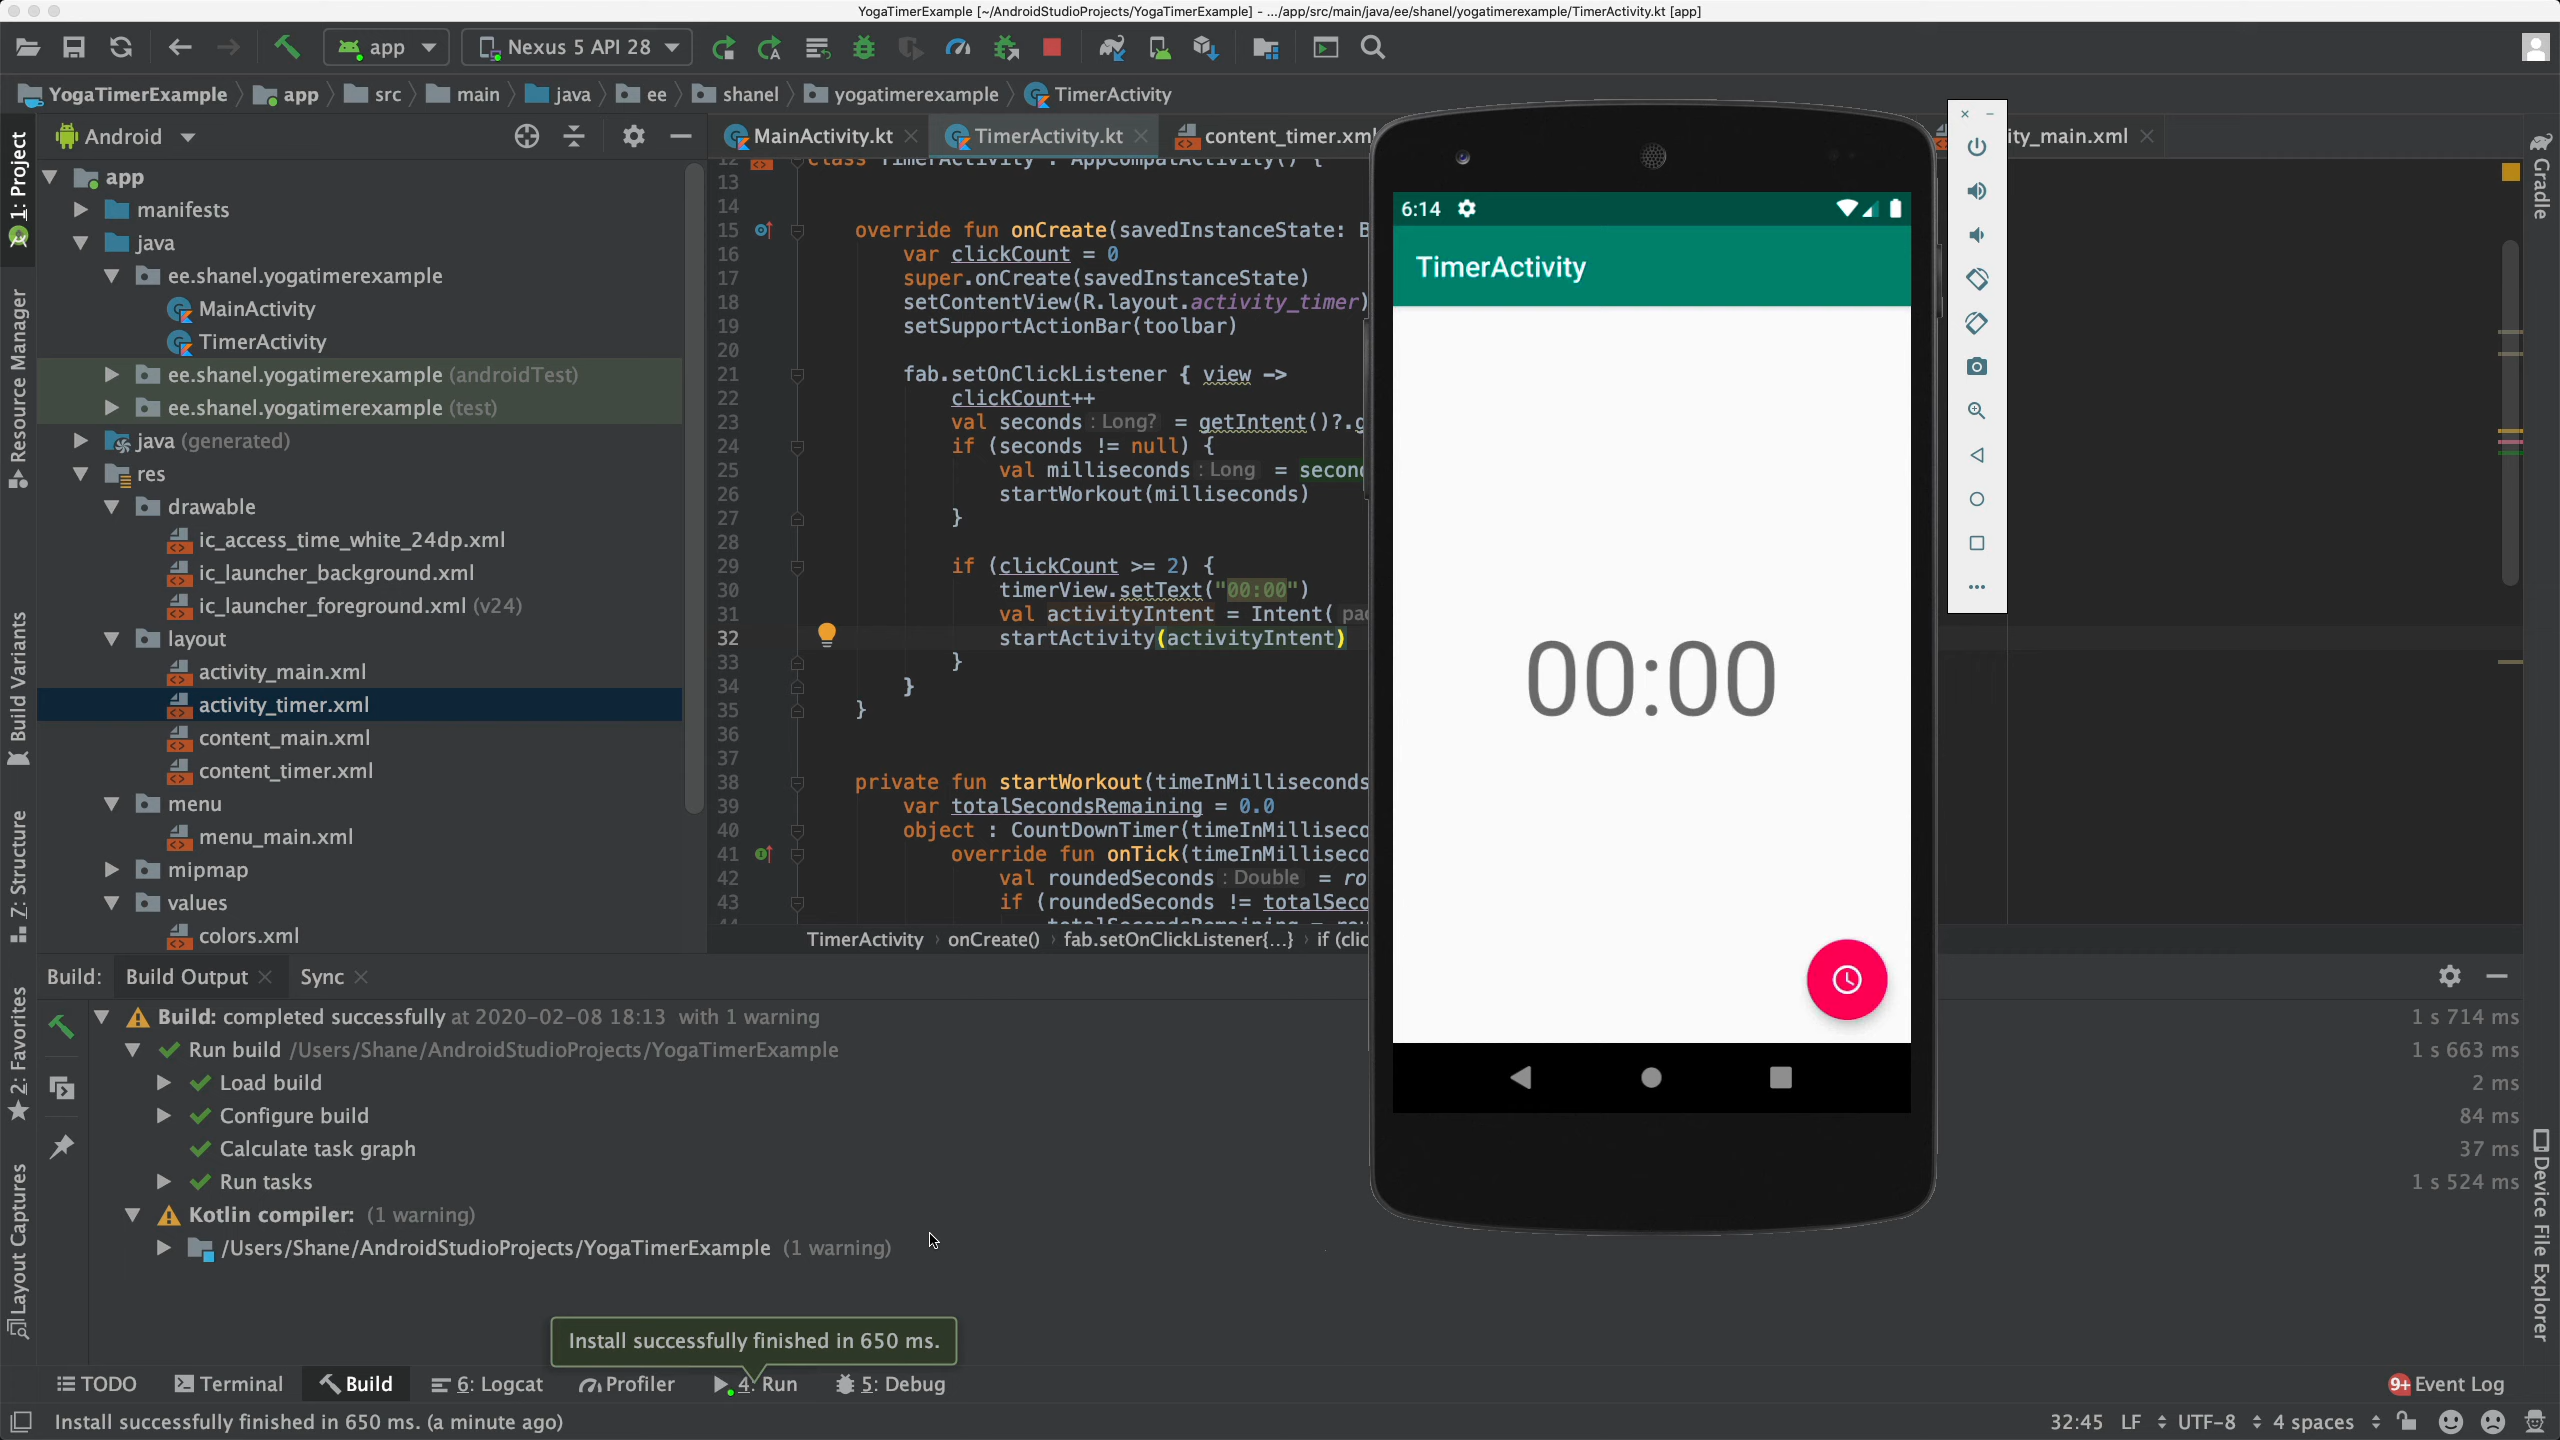 YogaTimerExample [~/AndroidStudioProjects/YogaTimerExample] - .../app/src/main/java/ee/shanel/yogatimerexample/TimerActivity.kt [app]
app
Nexus 5 API 28
YogaTimerExample
app
src
main
java
ee
shanel
yogatimerexample
TimerActivity
Android
MainActivity.kt
TimerActivity.kt
content_timer.xml
ity_main.xml
1: Project
Resource Manager
Build Variants
Z: Structure
2: Favorites
Layout Captures
Gradle
Device File Explorer
app
manifests
java
ee.shanel.yogatimerexample
MainActivity
TimerActivity
ee.shanel.yogatimerexample (androidTest)
ee.shanel.yogatimerexample (test)
java (generated)
res
drawable
ic_access_time_white_24dp.xml
ic_launcher_background.xml
ic_launcher_foreground.xml (v24)
layout
activity_main.xml
activity_timer.xml
content_main.xml
content_timer.xml
menu
menu_main.xml
mipmap
values
colors.xml
12 class TimerActivity : AppCompatActivity() {
13
14
15 override fun onCreate(savedInstanceState: B
16 var clickCount = 0
17 super.onCreate(savedInstanceState)
18 setContentView(R.layout.activity_timer)
19 setSupportActionBar(toolbar)
20
21 fab.setOnClickListener { view ->
22 clickCount++
23 val seconds : Long? = getIntent()?.g
24 if (seconds != null) {
25 val milliseconds : Long = second
26 startWorkout(milliseconds)
27 }
28
29 if (clickCount >= 2) {
30 timerView.setText("00:00")
31 val activityIntent = Intent( pac
32 startActivity(activityIntent)
33 }
34 }
35 }
36
37
38 private fun startWorkout(timeInMilliseconds
39 var totalSecondsRemaining = 0.0
40 object : CountDownTimer(timeInMilliseco
41 override fun onTick(timeInMilliseco
42 val roundedSeconds : Double = ro
43 if (roundedSeconds != totalSeco
44 totalSecondsRemaining = rou
TimerActivity › onCreate() › fab.setOnClickListener{...} › if (clic
6:14
TimerActivity
00:00
Build:
Build Output
Sync
Build: completed successfully at 2020-02-08 18:13 with 1 warning
1 s 714 ms
Run build /Users/Shane/AndroidStudioProjects/YogaTimerExample
1 s 663 ms
Load build
2 ms
Configure build
84 ms
Calculate task graph
37 ms
Run tasks
1 s 524 ms
Kotlin compiler: (1 warning)
/Users/Shane/AndroidStudioProjects/YogaTimerExample (1 warning)
Install successfully finished in 650 ms.
TODO
Terminal
Build
6: Logcat
Profiler
4: Run
5: Debug
9+ Event Log
Install successfully finished in 650 ms. (a minute ago)
32:45 LF UTF-8 4 spaces